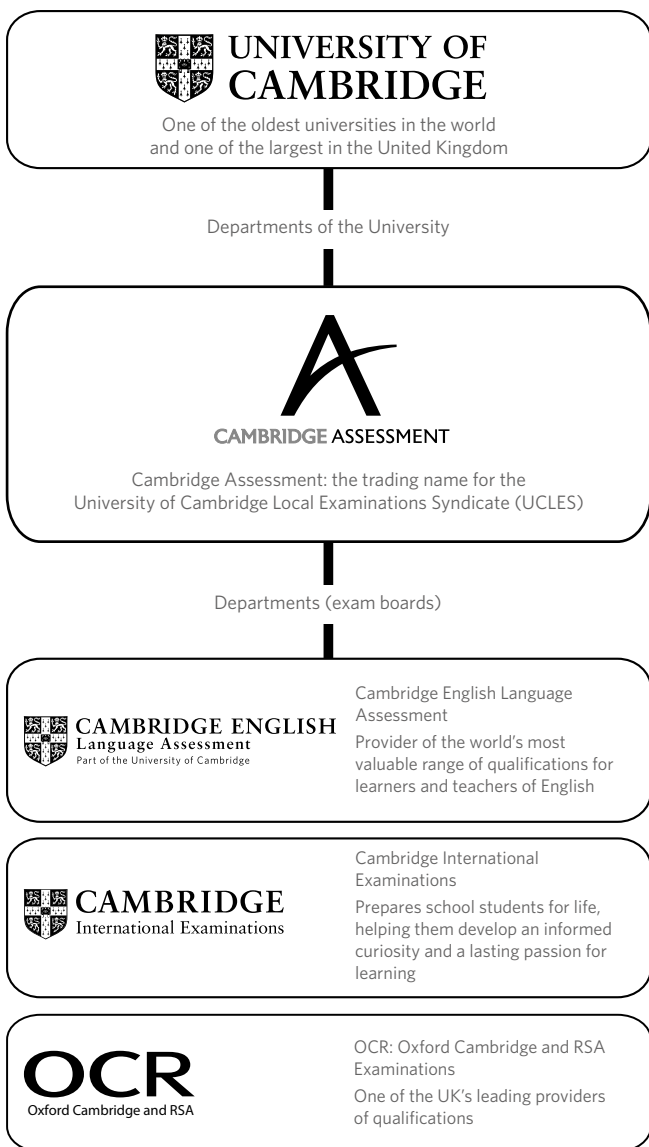 UNIVERSITY OF
CAMBRIDGE
One of the oldest universities in the world
and one of the largest in the United Kingdom
Departments of the University
CAMBRIDGE ASSESSMENT
Cambridge Assessment: the trading name for the
University of Cambridge Local Examinations Syndicate (UCLES)
Departments (exam boards)
CAMBRIDGE ENGLISH
Language Assessment
Part of the University of Cambridge
Cambridge English Language
Assessment
Provider of the world's most
valuable range of qualifications for
learners and teachers of English
CAMBRIDGE
International Examinations
Cambridge International
Examinations
Prepares school students for life,
helping them develop an informed
curiosity and a lasting passion for
learning
OCR
Oxford Cambridge and RSA
OCR: Oxford Cambridge and RSA
Examinations
One of the UK's leading providers
of qualifications